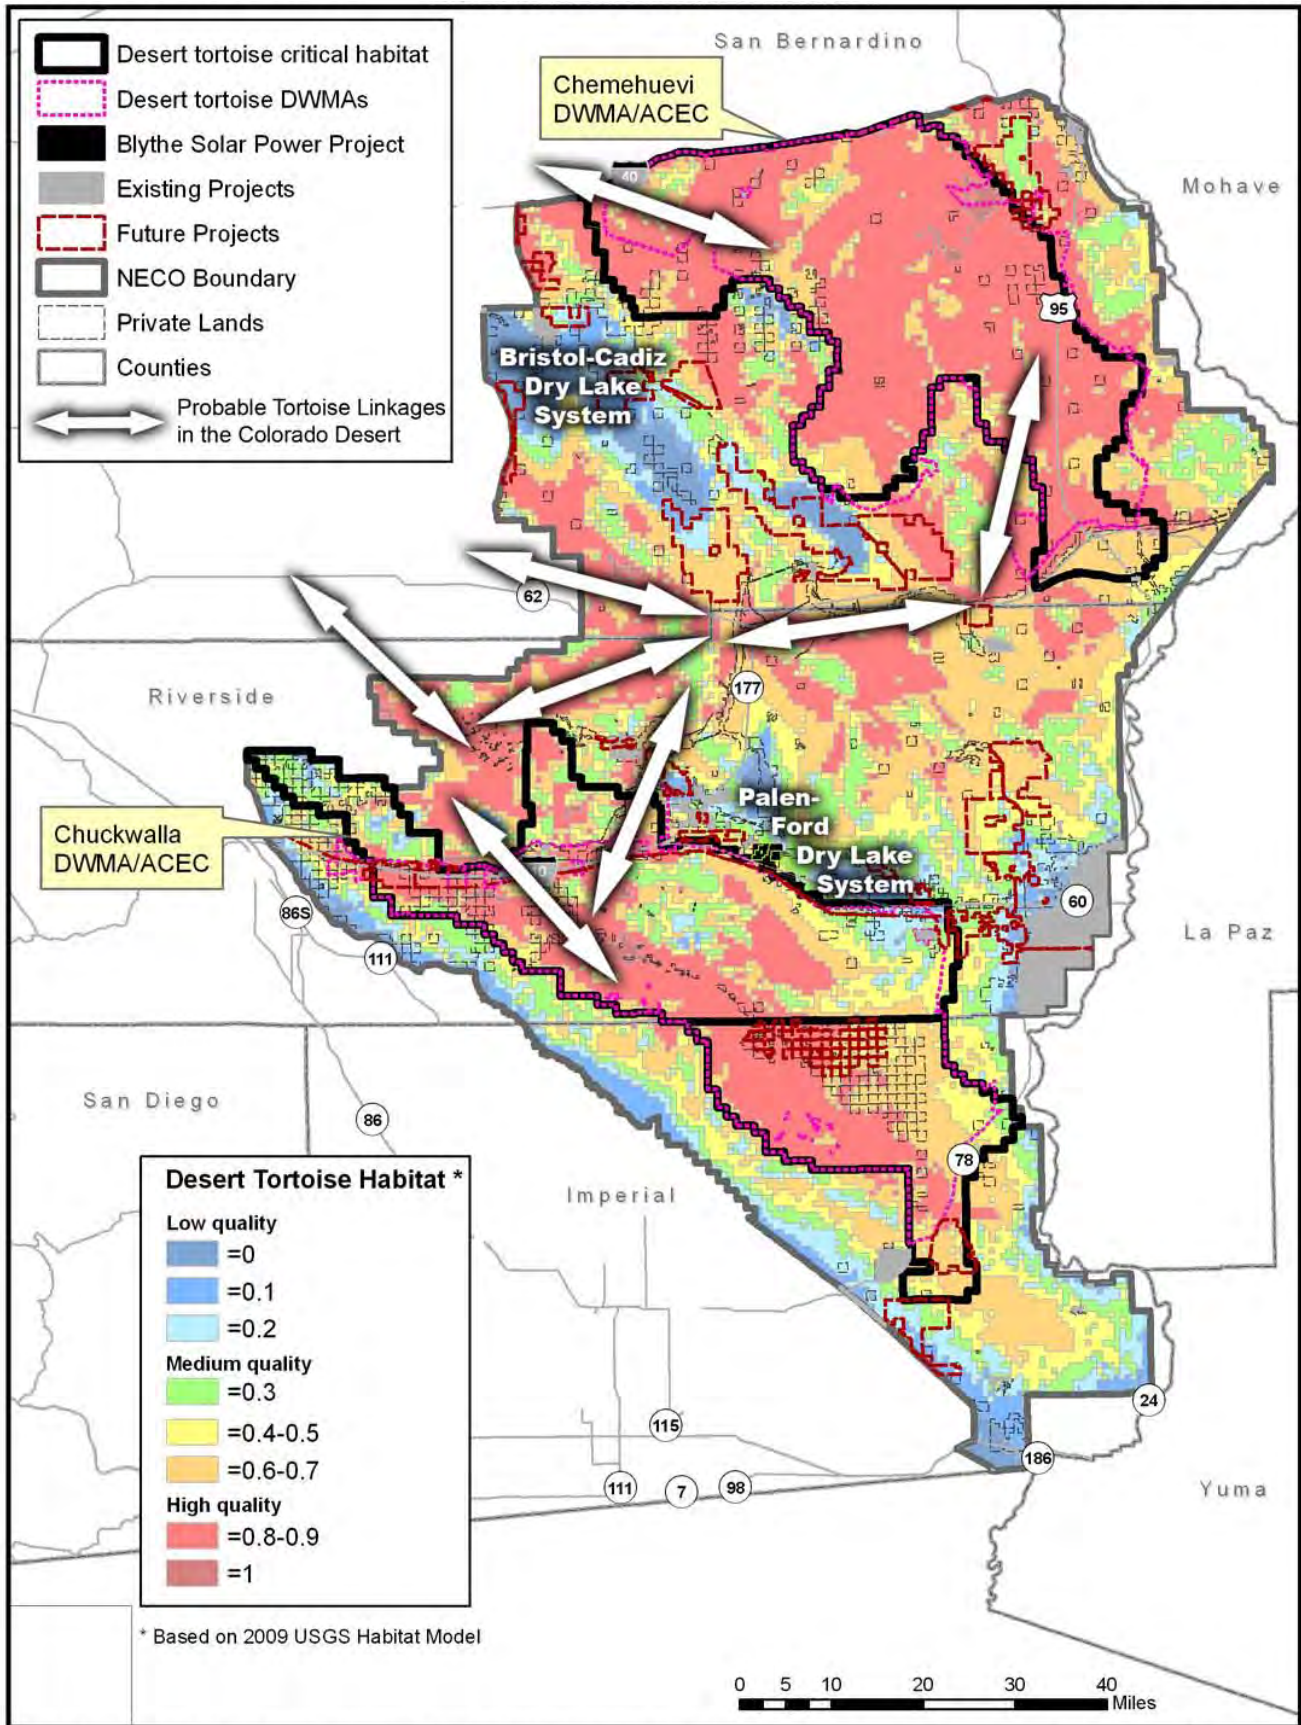 Desert tortoise critical habitat
Desert tortoise DWMAs
Blythe Solar Power Project
Existing Projects
Future Projects
NECO Boundary
Private Lands
Counties
Probable Tortoise Linkages
in the Colorado Desert
San Bernardino
Chemehuevi
DWMA/ACEC
40
Mohave
95
Bristol-Cadiz
Dry Lake
System
62
Riverside
177
Palen-
Ford
Dry Lake
System
Chuckwalla
DWMA/ACEC
60
86S
111
La Paz
San Diego
86
78
Imperial
Desert Tortoise Habitat *
Low quality
=0
=0.1
=0.2
Medium quality
=0.3
=0.4-0.5
=0.6-0.7
High quality
=0.8-0.9
=1
24
115
186
111
7
98
Yuma
* Based on 2009 USGS Habitat Model
0 5 10 20 30 40
Miles